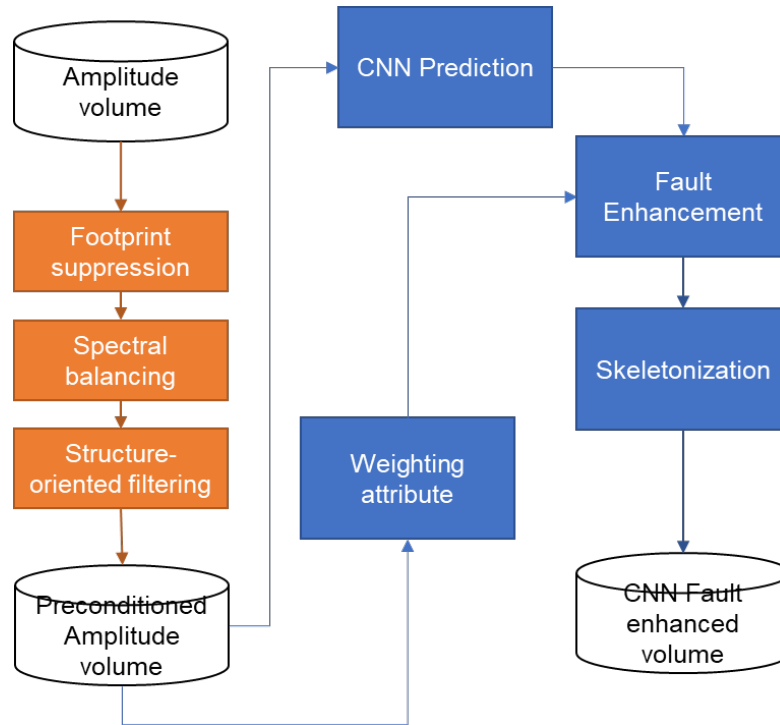 Amplitude
volume
Footprint
suppression
Spectral
balancing
Structure-
oriented filtering
Preconditioned
Amplitude
volume
CNN Prediction
Weighting
attribute
Fault
Enhancement
Skeletonization
CNN Fault
enhanced
volume